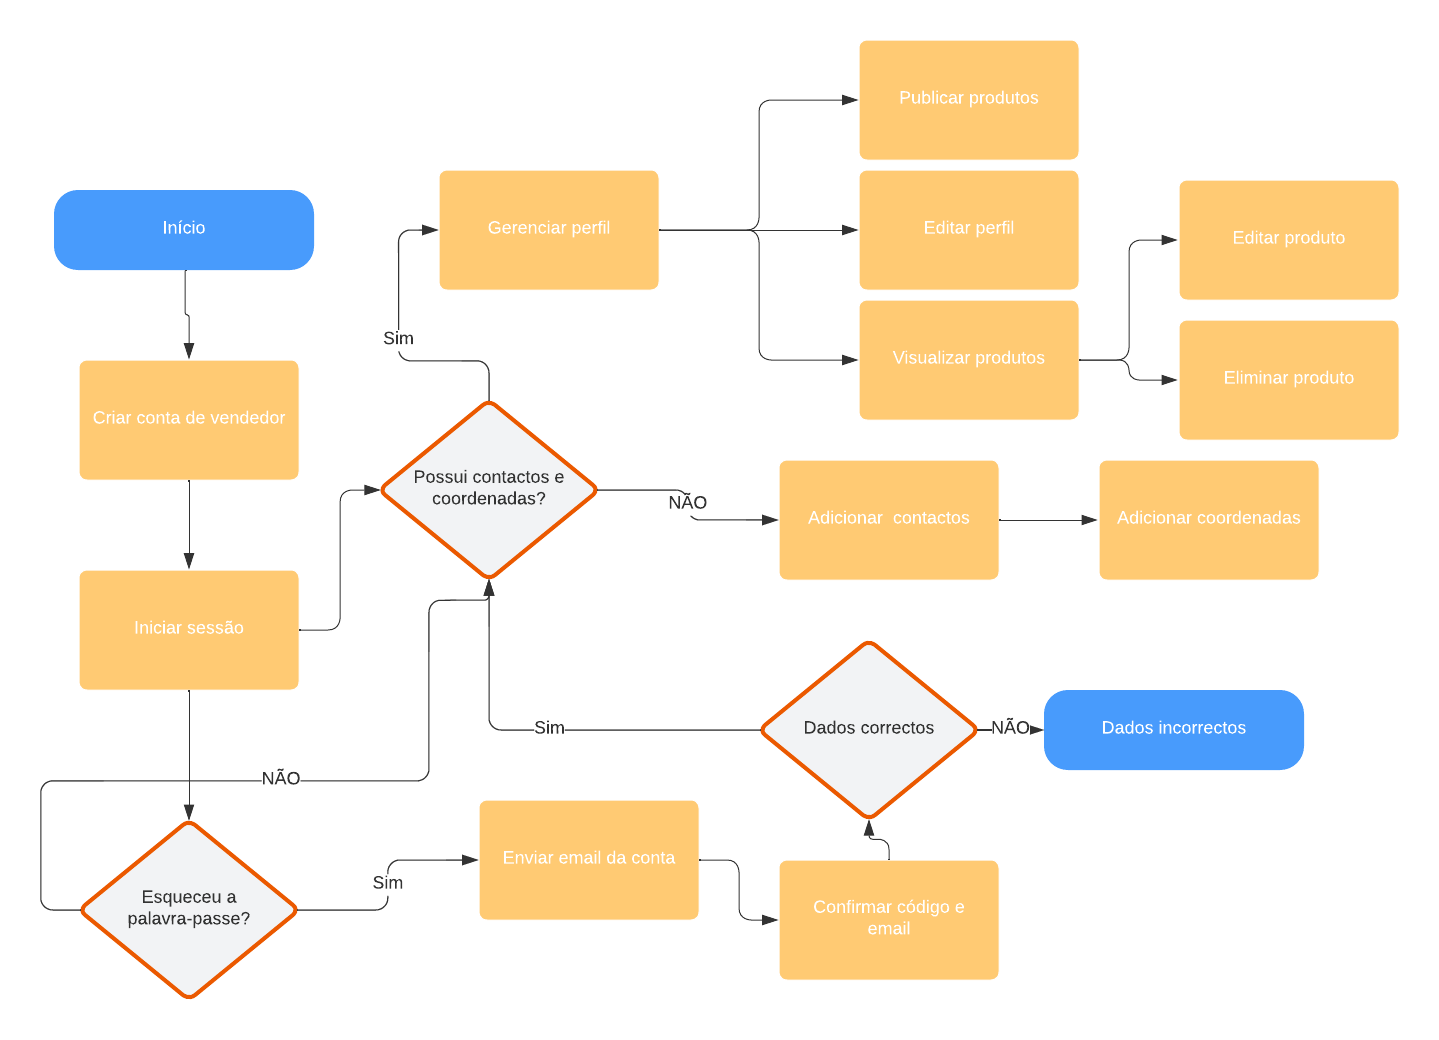 Início
Criar conta de vendedor
Iniciar sessão
Esqueceu a
palavra-passe?
NÃO
Sim
Enviar email da conta
Confirmar código e
email
Dados correctos
Sim
NÃO
Dados incorrectos
Possui contactos e
coordenadas?
Sim
NÃO
Gerenciar perfil
Publicar produtos
Editar perfil
Visualizar produtos
Editar produto
Eliminar produto
Adicionar  contactos
Adicionar coordenadas